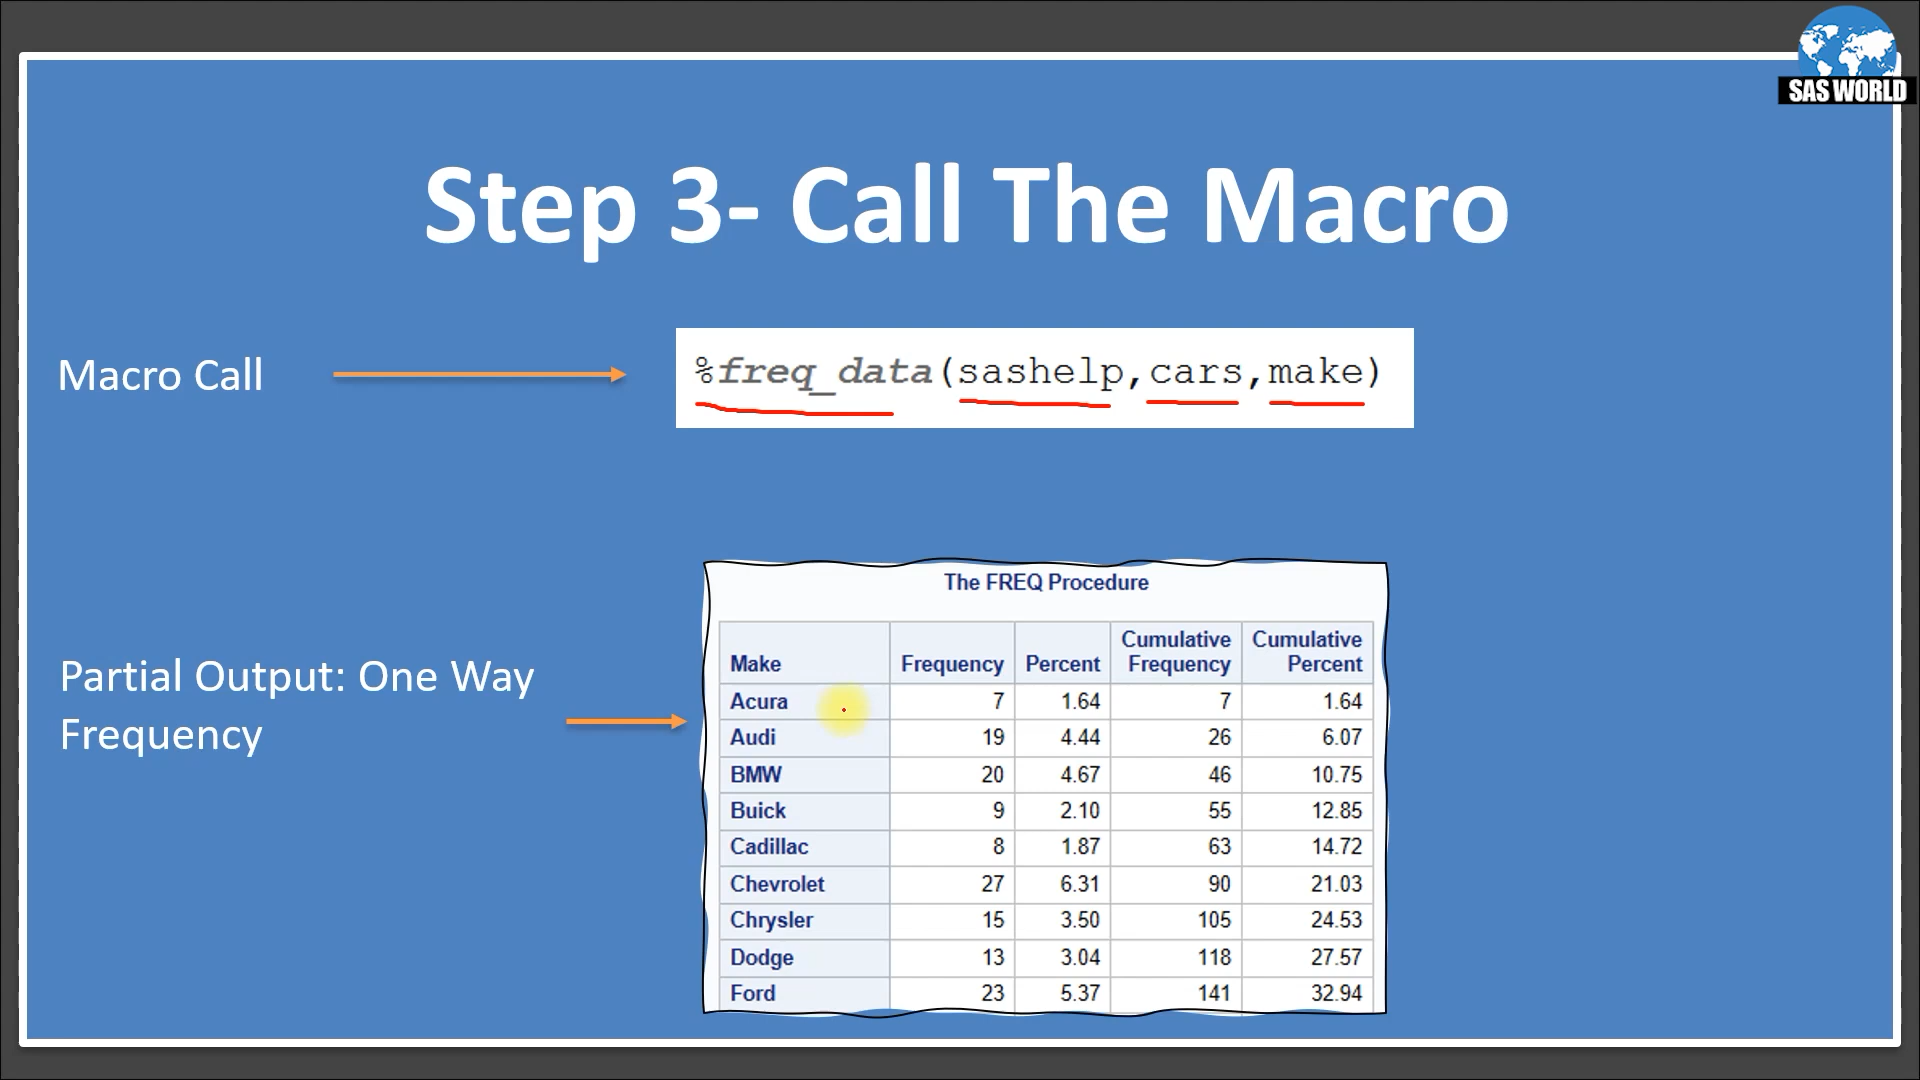 SAS WORLD
Step 3- Call The Macro
Macro Call
%freq_data(sashelp,cars,make)
Partial Output: One Way
Frequency
The FREQ Procedure
Make Frequency Percent Cumulative Frequency Cumulative Percent
Acura 7 1.64 7 1.64
Audi 19 4.44 26 6.07
BMW 20 4.67 46 10.75
Buick 9 2.10 55 12.85
Cadillac 8 1.87 63 14.72
Chevrolet 27 6.31 90 21.03
Chrysler 15 3.50 105 24.53
Dodge 13 3.04 118 27.57
Ford 23 5.37 141 32.94